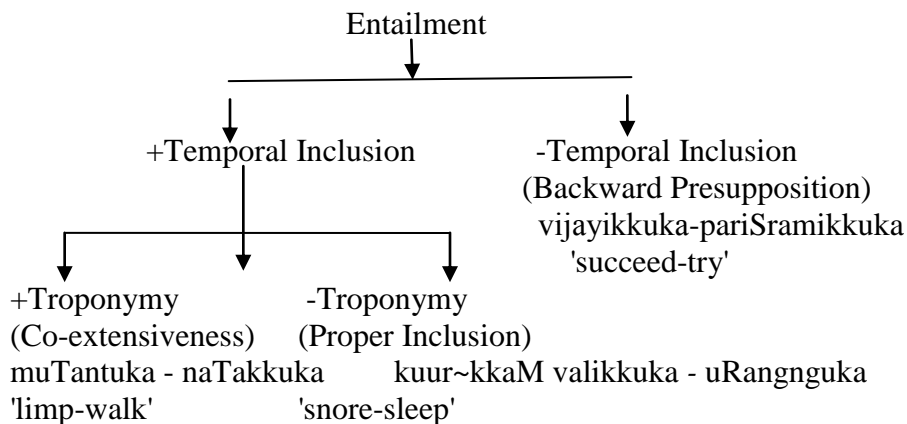 Entailment
+Temporal Inclusion -Temporal Inclusion
(Backward Presupposition)
vijayikkuka-pariSramikkuka
'succeed-try'
+Troponymy -Troponymy
(Co-extensiveness) (Proper Inclusion)
muTantuka - naTakkuka kuur~kkaM valikkuka - uRangnguka
'limp-walk' 'snore-sleep'